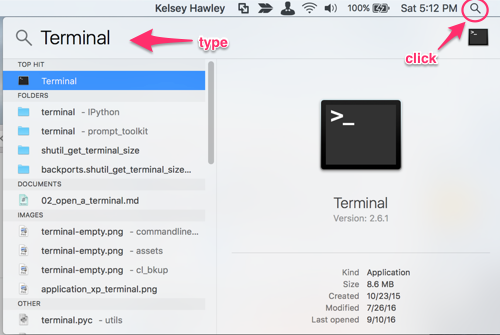 Kelsey Hawley 100% Sat 5:12 PM
Terminal
type
click
TOP HIT
Terminal
FOLDERS
terminal - IPython
terminal - prompt_toolkit
shutil_get_terminal_size
backports.shutil_get_terminal_size...
DOCUMENTS
02_open_a_terminal.md
IMAGES
terminal-empty.png - commandline...
terminal-empty.png - assets
terminal-empty.png - cl_bkup
application_xp_terminal.png
OTHER
terminal.pyc - utils
>_
Terminal
Version: 2.6.1
Kind Application
Size 8.6 MB
Created 10/23/15
Modified 7/26/16
Last opened 9/10/16